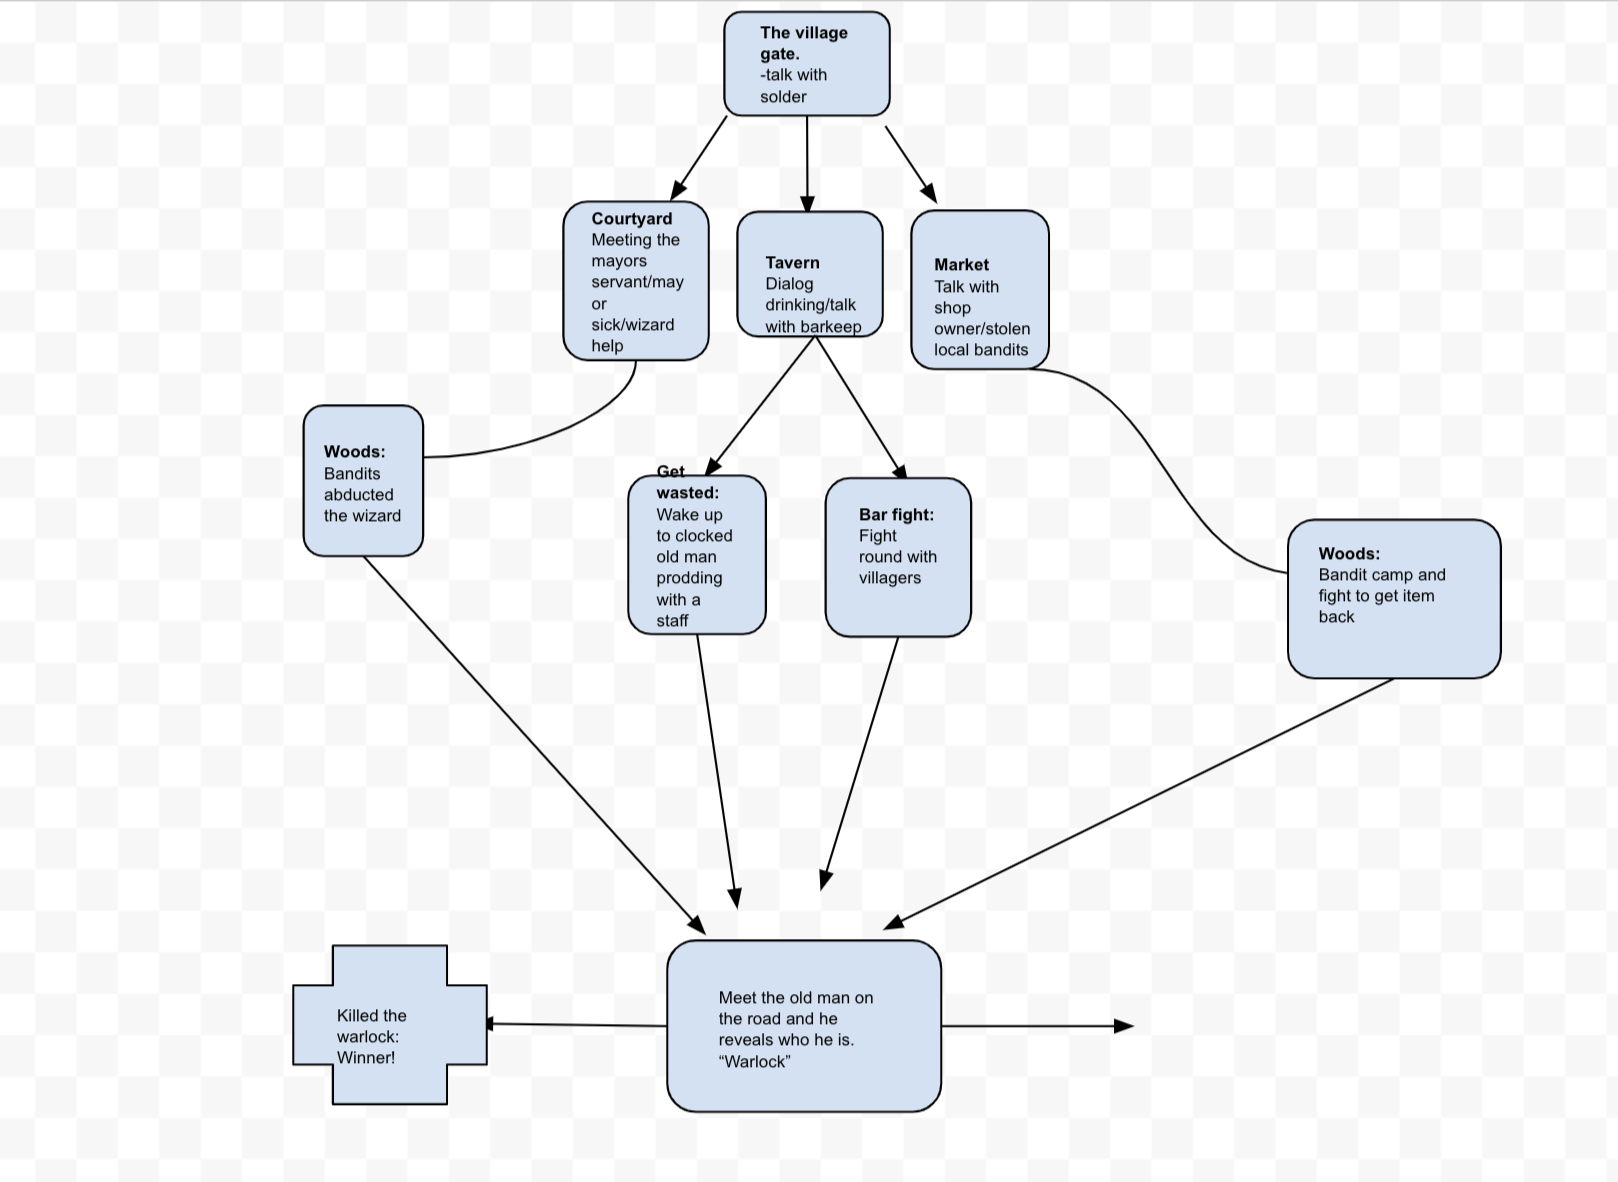 The village
gate.
-talk with
solder
Courtyard
Meeting the
mayors
servant/may
or
sick/wizard
help
Tavern
Dialog
drinking/talk
with barkeep
Market
Talk with
shop
owner/stolen
local bandits
Woods:
Bandits
abducted
the wizard
Get
wasted:
Wake up
to clocked
old man
prodding
with a
staff
Bar fight:
Fight
round with
villagers
Woods:
Bandit camp and
fight to get item
back
Killed the
warlock:
Winner!
Meet the old man on
the road and he
reveals who he is.
“Warlock”